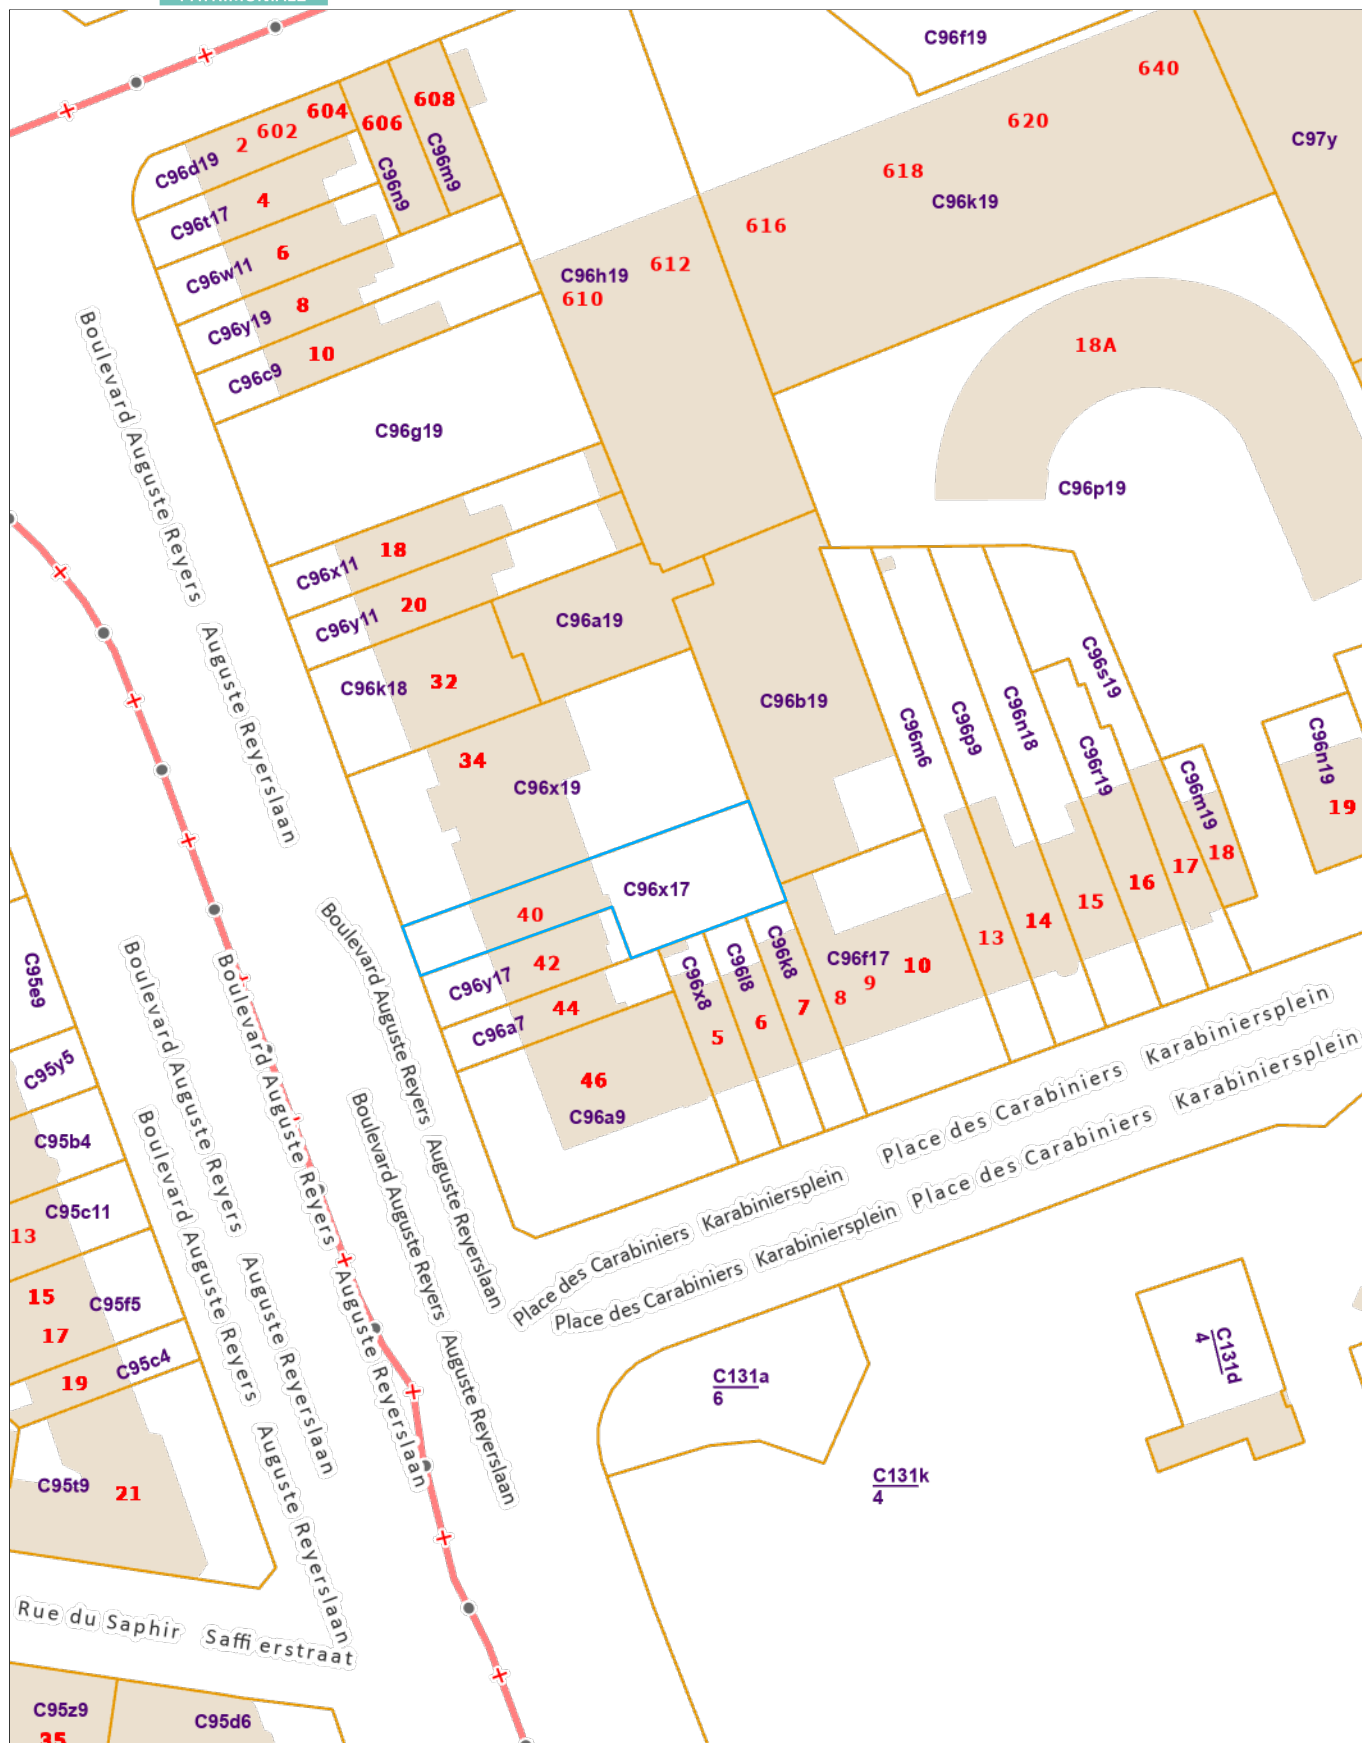 C96f19
640
608
604
620
606
602
2
C97y
C96d19
C96m9
618
C96n9
4
C96k19
C96t17
616
6
612
C96w11
C96h19
610
8
C96y19
18A
10
C96c9
C96g19
C96p19
18
C96x11
20
C96y11
C96a19
C96s19
C96k18
32
C96b19
C96n18
C96p9
C96m6
34
C96x19
C96r19
C96n19
C96m19
19
18
17
16
15
14
13
C96x17
40
C96f17
10
9
8
C96k8
C96l8
C96x8
42
C96y17
7
6
5
44
C96a7
46
C96a9
Boulevard Auguste Reyers Auguste Reyerslaan
Boulevard Auguste Reyers Auguste Reyerslaan
Boulevard Auguste Reyers Auguste Reyerslaan
Boulevard Auguste Reyers Auguste Reyerslaan
Boulevard Auguste Reyers Auguste Reyerslaan
Boulevard Auguste Reyers Auguste Reyerslaan
Place des Carabiniers Karabiniersplein
Place des Carabiniers Karabiniersplein
Place des Carabiniers Karabiniersplein
Place des Carabiniers Karabiniersplein
C95e9
C95y5
C95b4
C95c11
13
15
C95f5
17
C95c4
19
C95t9
21
C131a
6
C131d
4
C131k
4
Rue du Saphir Saffierstraat
C95z9
35
C95d6